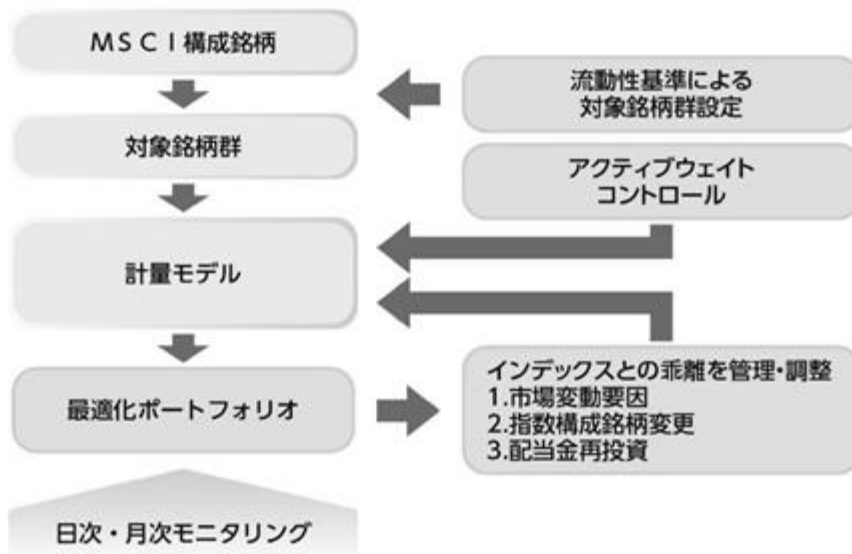 MSCI構成銘柄
流動性基準による
対象銘柄群設定
対象銘柄群
アクティブウェイト
コントロール
計量モデル
最適化ポートフォリオ
インデックスとの乖離を管理・調整
1.市場変動要因
2.指数構成銘柄変更
3.配当金再投資
日次・月次モニタリング